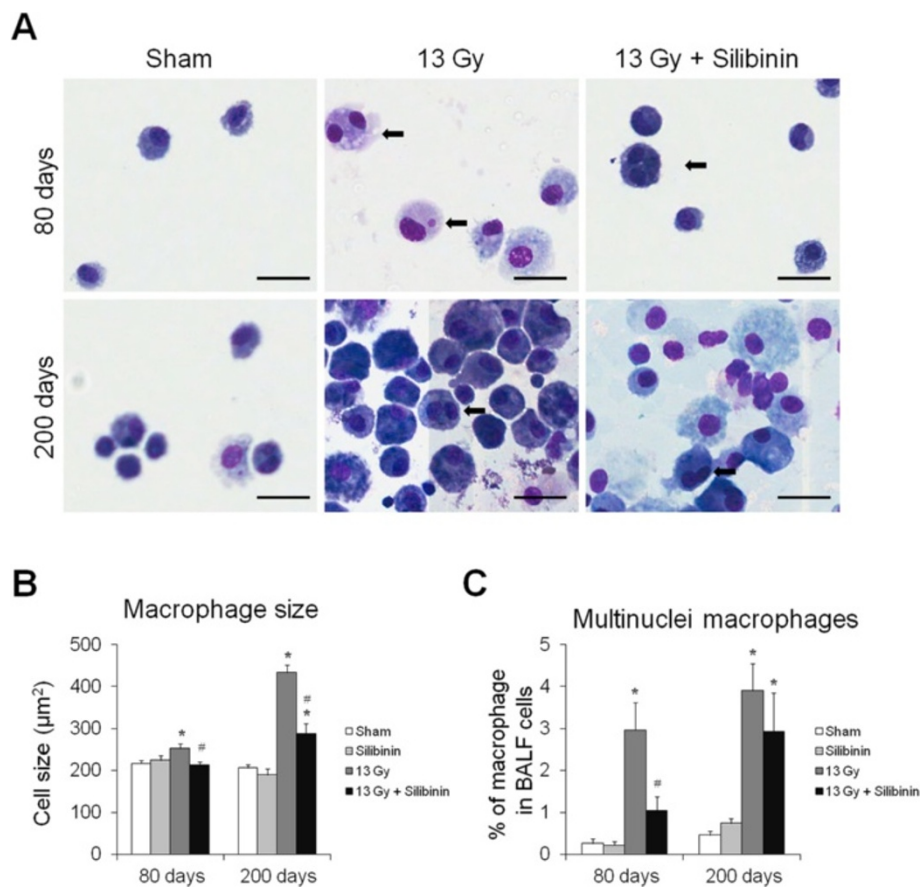 A
Sham 13 Gy 13 Gy + Silibinin
80 days
200 days
B
Macrophage size
Cell size (µm²)
500
400
300
200
100
0
* #
* # *
80 days 200 days
Sham
Silibinin
13 Gy
13 Gy + Silibinin
C
Multinuclei macrophages
% of macrophage
in BALF cells
5
4
3
2
1
0
* #
* *
80 days 200 days
Sham
Silibinin
13 Gy
13 Gy + Silibinin